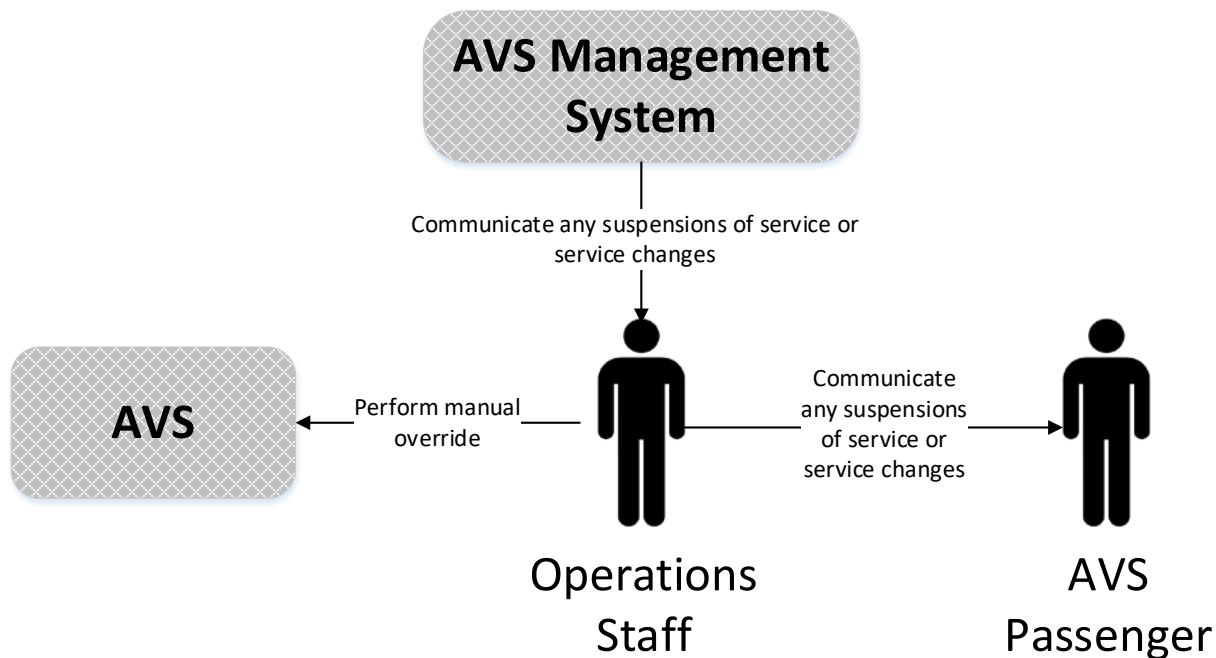 AVS Management
System
Communicate any suspensions of service or
service changes
AVS
Perform manual
override
Communicate
any suspensions
of service or
service changes
Operations
Staff
AVS
Passenger